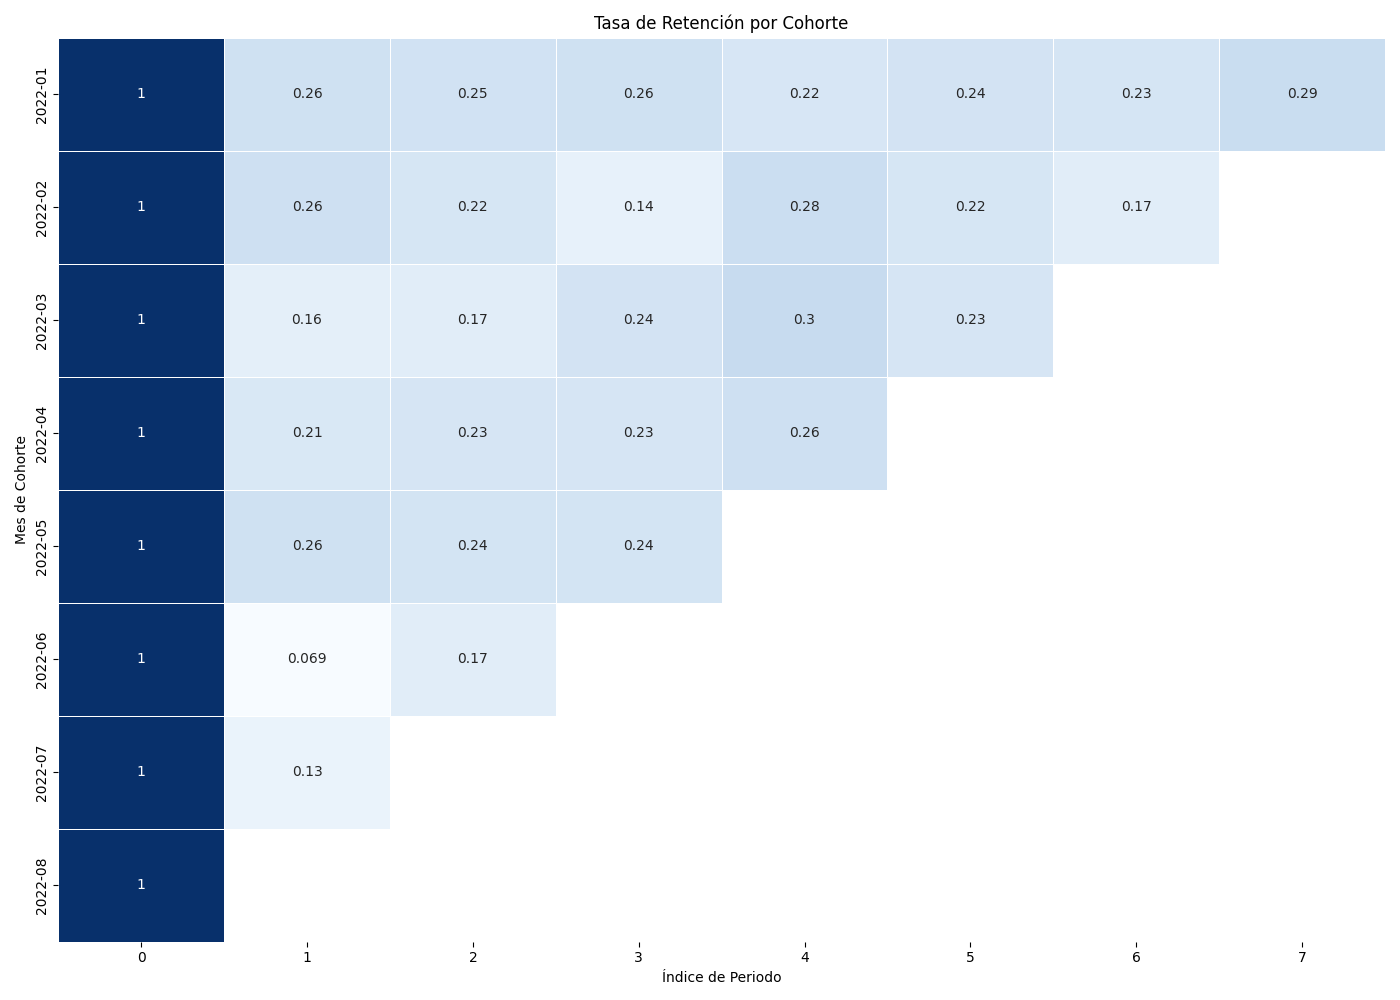 Tasa de Retención por Cohorte
Mes de Cohorte
2022-01 1 0.26 0.25 0.26 0.22 0.24 0.23 0.29
2022-02 1 0.26 0.22 0.14 0.28 0.22 0.17
2022-03 1 0.16 0.17 0.24 0.3 0.23
2022-04 1 0.21 0.23 0.23 0.26
2022-05 1 0.26 0.24 0.24
2022-06 1 0.069 0.17
2022-07 1 0.13
2022-08 1
0 1 2 3 4 5 6 7
Índice de Periodo